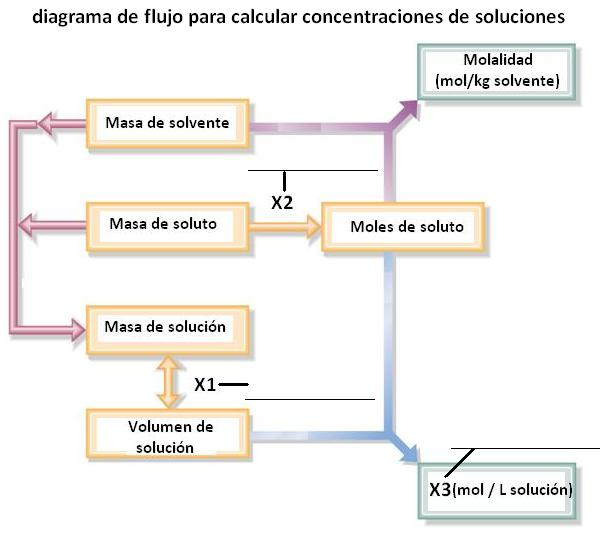 diagrama de flujo para calcular concentraciones de soluciones
Molalidad
(mol/kg solvente)
Masa de solvente
X2
Masa de soluto
Moles de soluto
Masa de solución
X1
Volumen de
solución
X3(mol / L solución)